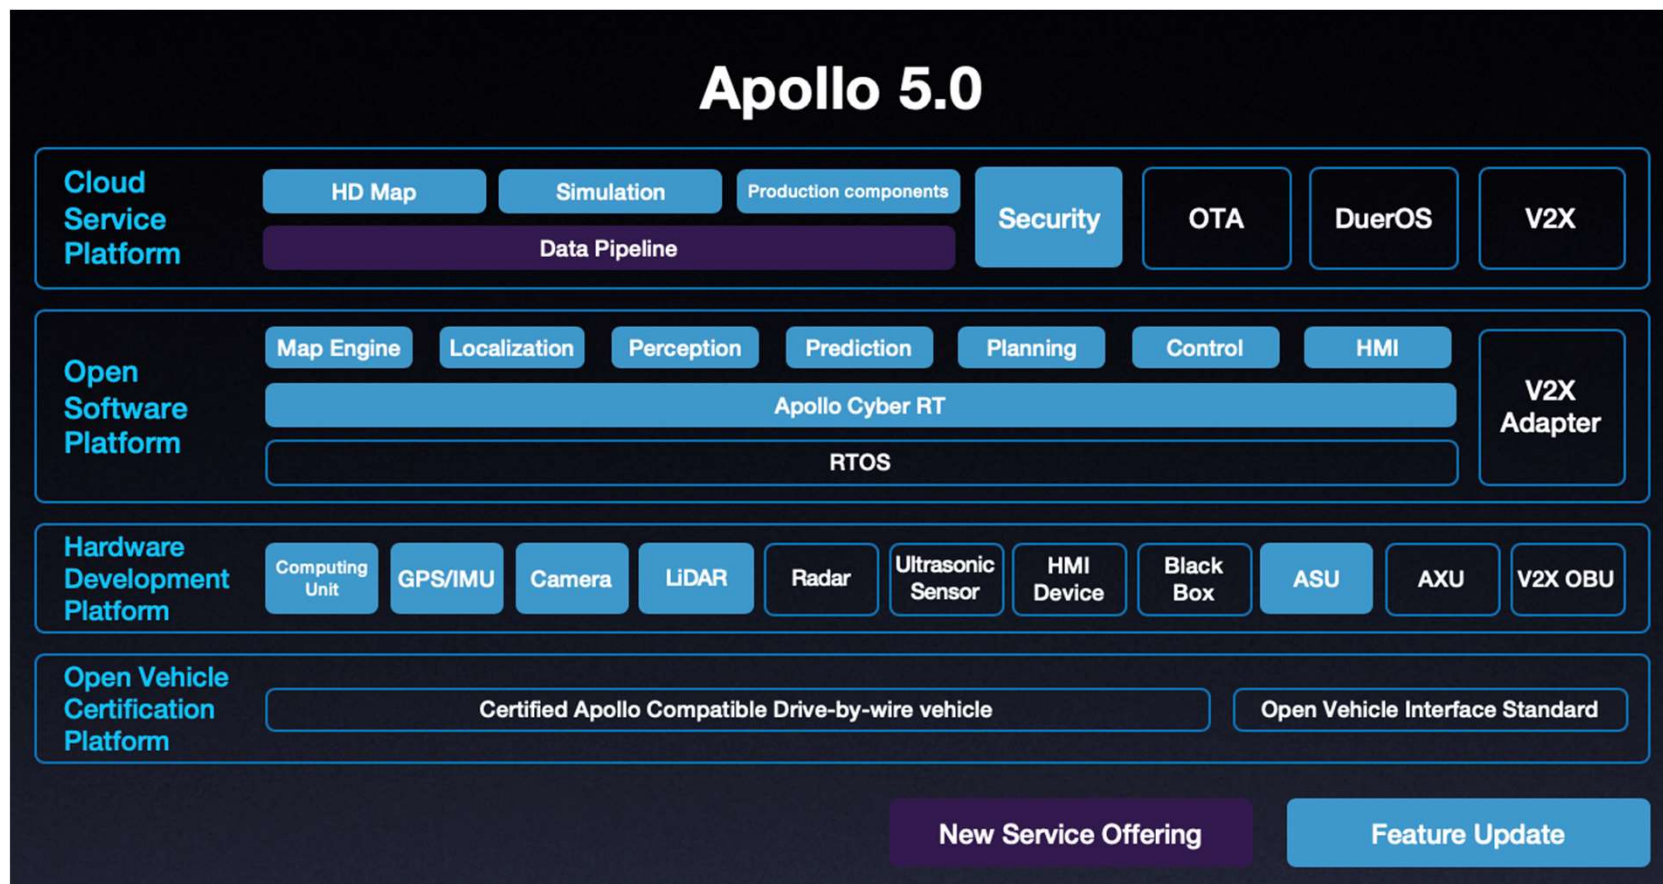 Apollo 5.0
Cloud
Service
Platform
HD Map
Simulation
Production components
Data Pipeline
Security
OTA
DuerOS
V2X
Open
Software
Platform
Map Engine
Localization
Perception
Prediction
Planning
Control
HMI
Apollo Cyber RT
RTOS
V2X
Adapter
Hardware
Development
Platform
Computing
Unit
GPS/IMU
Camera
LiDAR
Radar
Ultrasonic
Sensor
HMI
Device
Black
Box
ASU
AXU
V2X OBU
Open Vehicle
Certification
Platform
Certified Apollo Compatible Drive-by-wire vehicle
Open Vehicle Interface Standard
New Service Offering
Feature Update